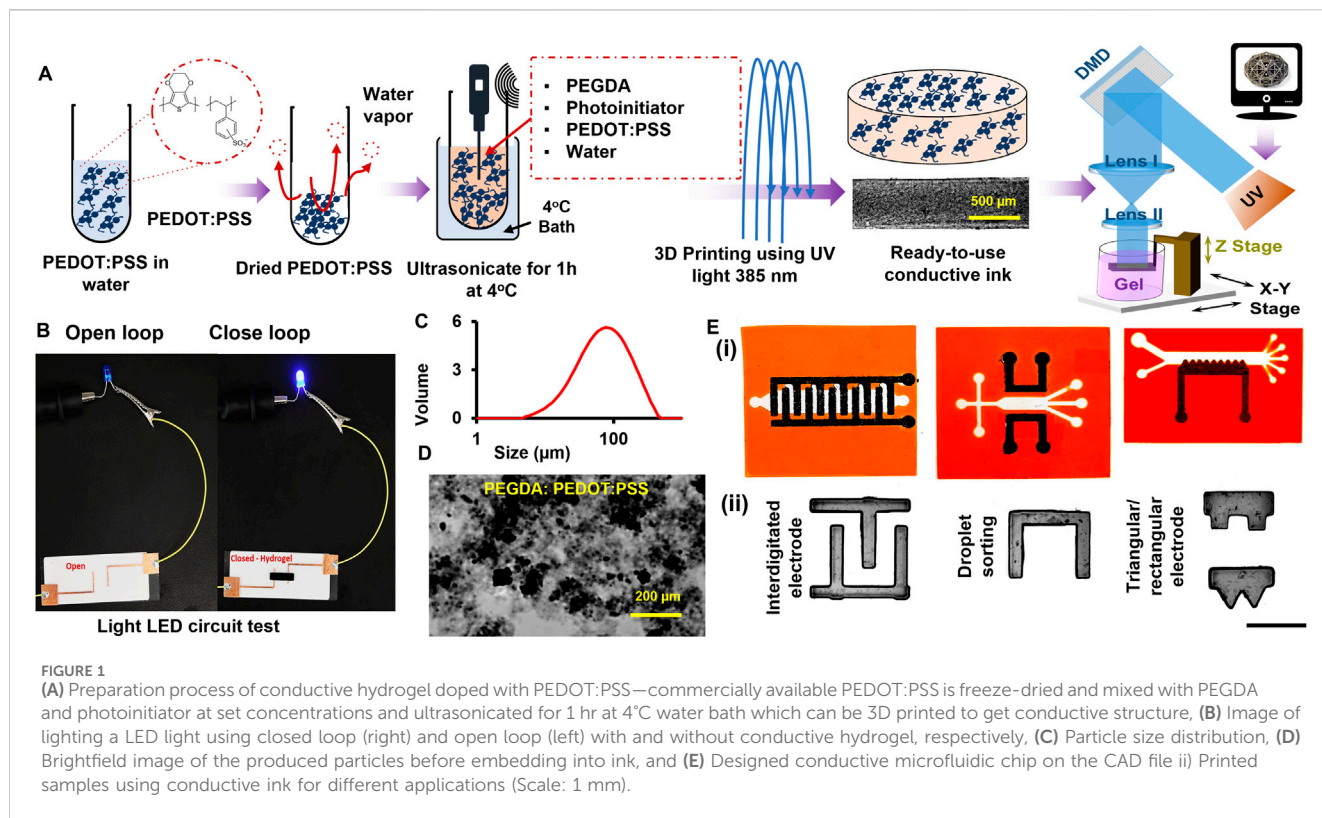 A
PEDOT:PSS in
water
PEDOT:PSS
Water
vapor
Dried PEDOT:PSS
PEGDA
Photoinitiator
PEDOT:PSS
Water
4°C
Bath
Ultrasonicate for 1h
at 4°C
3D Printing using UV
light 385 nm
500 µm
Ready-to-use
conductive ink
DMD
Lens I
Lens II
UV
Gel
Z Stage
X-Y
Stage
B
Open loop
Close loop
Open
Closed - Hydrogel
Light LED circuit test
C
Volume
6
3
0
1
100
Size (µm)
D
PEGDA: PEDOT:PSS
200 µm
E
(i)
(ii)
Interdigitated
electrode
Droplet
sorting
Triangular/
rectangular
electrode
FIGURE 1
(A) Preparation process of conductive hydrogel doped with PEDOT:PSS—commercially available PEDOT:PSS is freeze-dried and mixed with PEGDA
and photoinitiator at set concentrations and ultrasonicated for 1 hr at 4°C water bath which can be 3D printed to get conductive structure, (B) Image of
lighting a LED light using closed loop (right) and open loop (left) with and without conductive hydrogel, respectively, (C) Particle size distribution, (D)
Brightfield image of the produced particles before embedding into ink, and (E) Designed conductive microfluidic chip on the CAD file ii) Printed
samples using conductive ink for different applications (Scale: 1 mm).